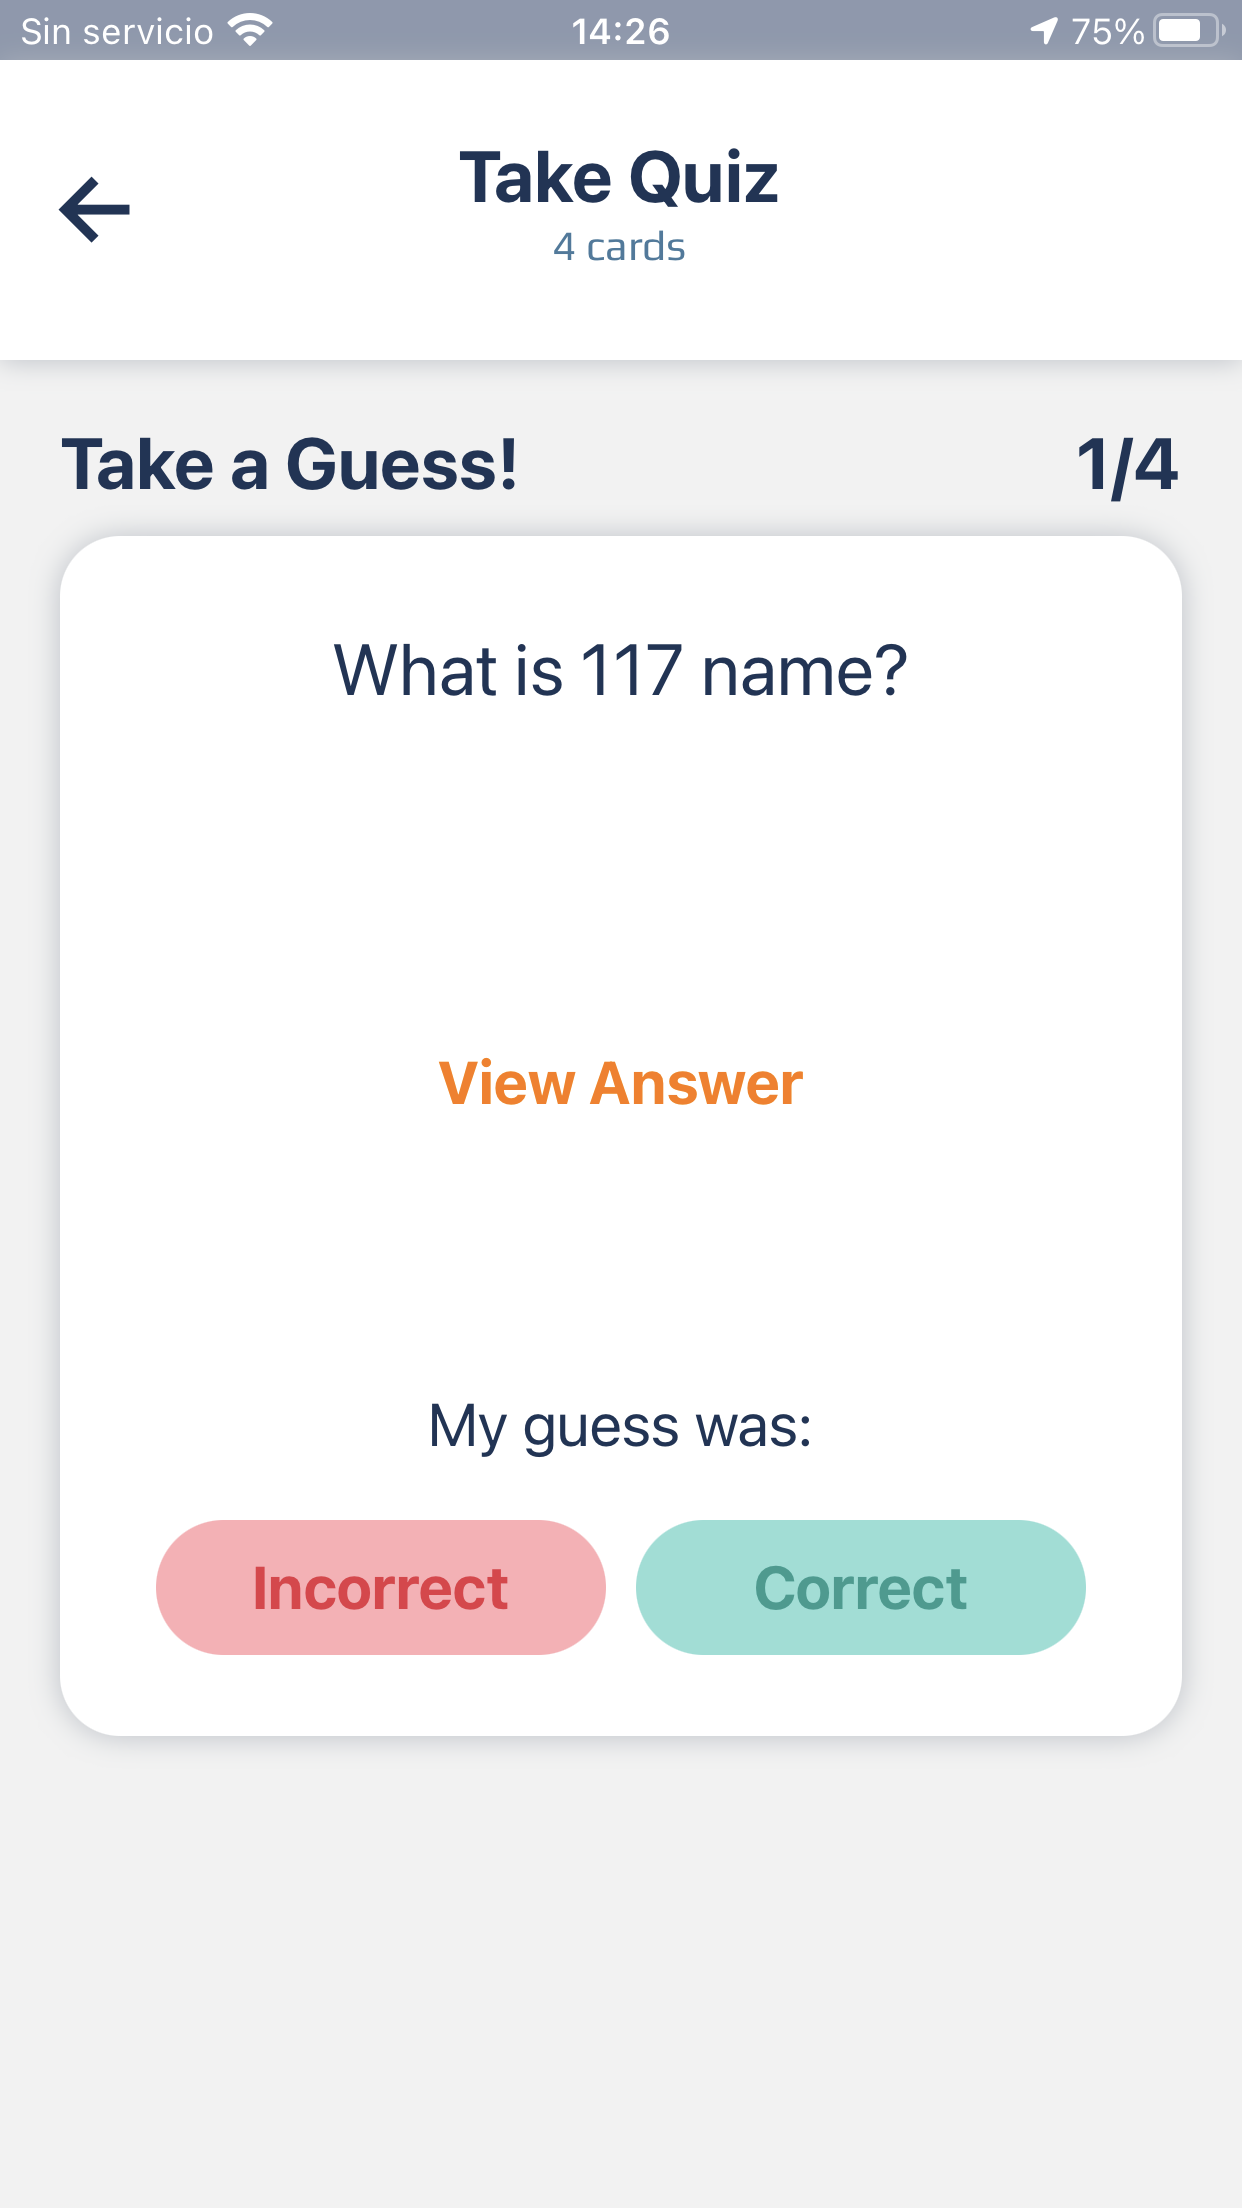 Sin servicio 14:26 75%
Take Quiz
4 cards
Take a Guess! 1/4
What is 117 name?
View Answer
My guess was:
Incorrect Correct